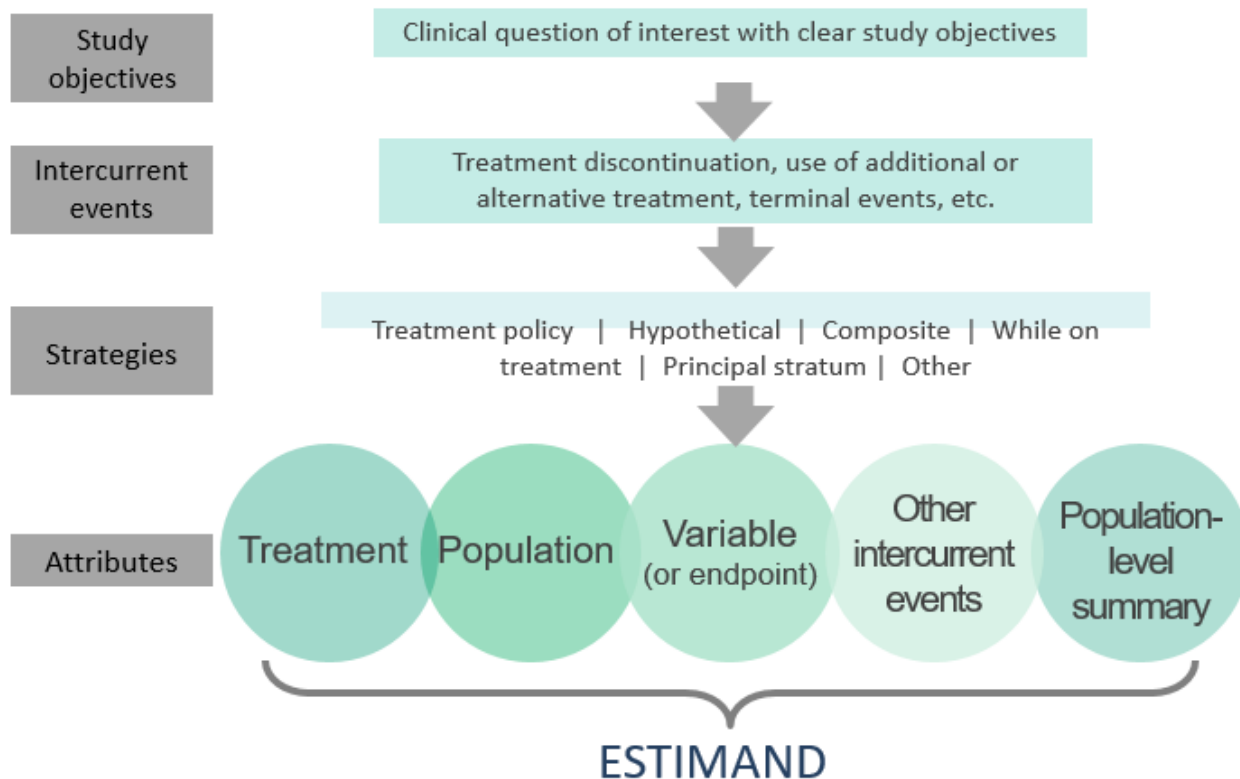 Study
objectives
Clinical question of interest with clear study objectives
Intercurrent
events
Treatment discontinuation, use of additional or
alternative treatment, terminal events, etc.
Strategies
Treatment policy | Hypothetical | Composite | While on
treatment | Principal stratum | Other
Attributes
Treatment
Population
Variable
(or endpoint)
Other
intercurrent
events
Population-
level
summary
ESTIMAND